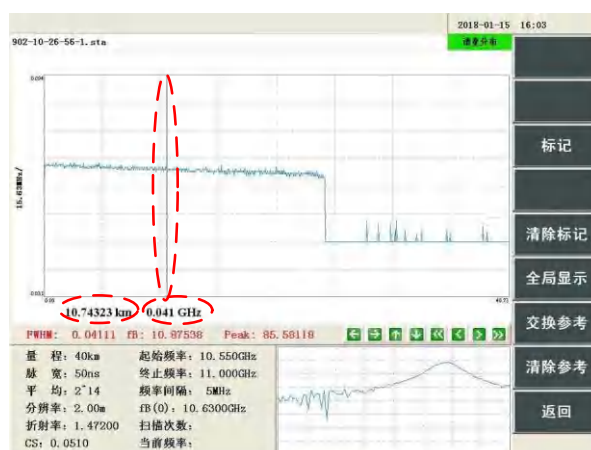 2018-01-15 16:03
902-10-26-56-1.sta
标记
清除标记
全局显示
交换参考
清除参考
返回
15.63MHz/
0.00
10.74323 km 0.041 GHz
FWHM: 0.04111 fB: 10.87538 Peak: 85.58118
量 程: 40km 起始频率: 10.550GHz
脉 宽: 50ns 终止频率: 11.000GHz
平 均: 2^14 频率间隔: 5MHz
分辨率: 2.00m fB(0): 10.6300GHz
折射率: 1.47200 扫描次数:
CS: 0.0510 当前频率: